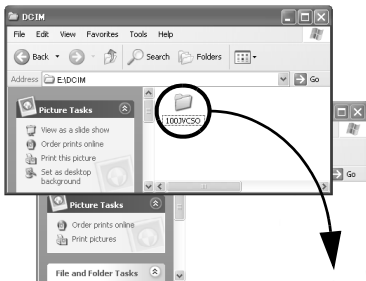 DCIM
File Edit View Favorites Tools Help
Back Search Folders
Address E:\DCIM Go
Picture Tasks
View as a slide show
Order prints online
Print this picture
Set as desktop
background
100JVCSO
Go
Picture Tasks
Order prints online
Print pictures
File and Folder Tasks